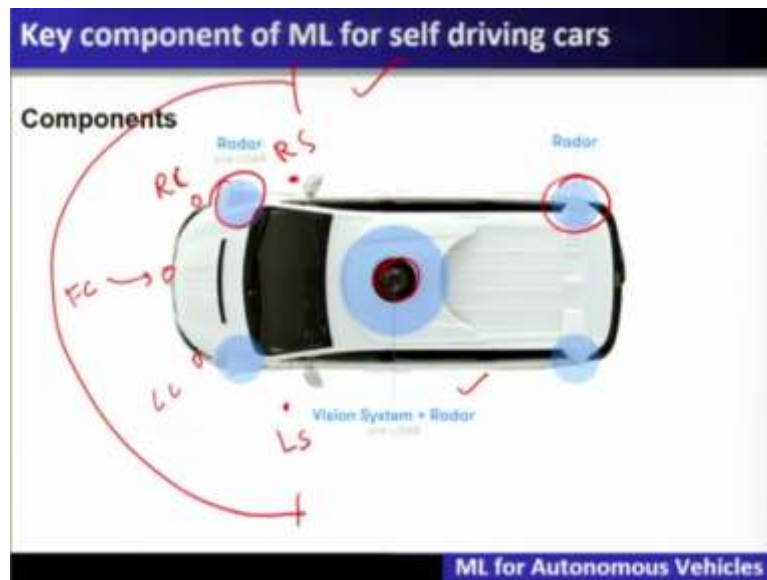 Key component of ML for self driving cars
Components
Radar
Radar
RS
RC
FC
LC
LS
Vision System + Radar
ML for Autonomous Vehicles